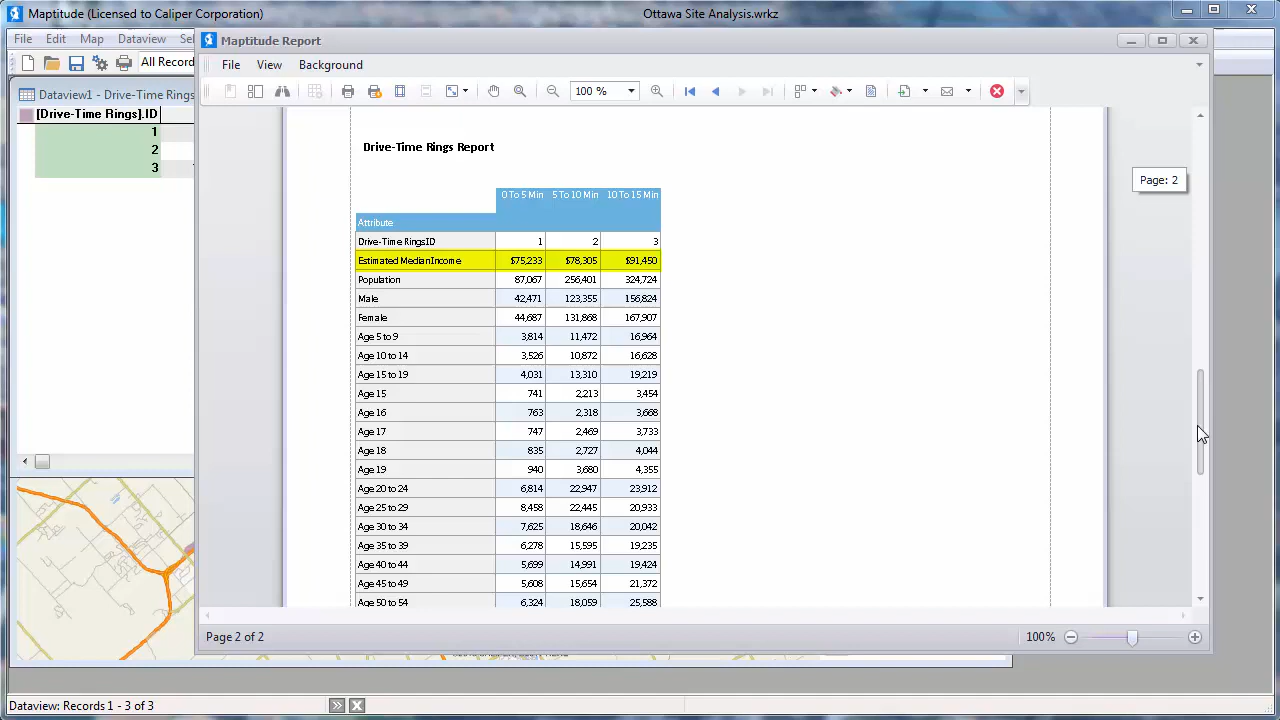 Maptitude (Licensed to Caliper Corporation) Ottawa Site Analysis.wrkz
File Edit Map Dataview Sel
All Record
Dataview1 - Drive-Time Rings
[Drive-Time Rings].ID
1
2
3
Maptitude Report
File View Background
100 %
Drive-Time Rings Report
0 To 5 Min 5 To 10 Min 10 To 15 Min
Attribute
Drive-Time RingsID 1 2 3
Estimated MedianIncome $75,233 $78,305 $91,450
Population 87,067 256,401 324,724
Male 42,471 123,355 156,824
Female 44,687 131,868 167,907
Age 5 to 9 3,814 11,472 16,964
Age 10 to 14 3,526 10,872 16,628
Age 15 to 19 4,031 13,310 19,219
Age 15 741 2,213 3,454
Age 16 763 2,318 3,668
Age 17 747 2,469 3,733
Age 18 835 2,727 4,044
Age 19 940 3,680 4,355
Age 20 to 24 6,814 22,947 23,912
Age 25 to 29 8,458 22,445 20,933
Age 30 to 34 7,625 18,646 20,042
Age 35 to 39 6,278 15,595 19,235
Age 40 to 44 5,699 14,991 19,424
Age 45 to 49 5,608 15,654 21,372
Age 50 to 54 6,324 18,059 25,588
Page: 2
Page 2 of 2 100%
Dataview: Records 1 - 3 of 3